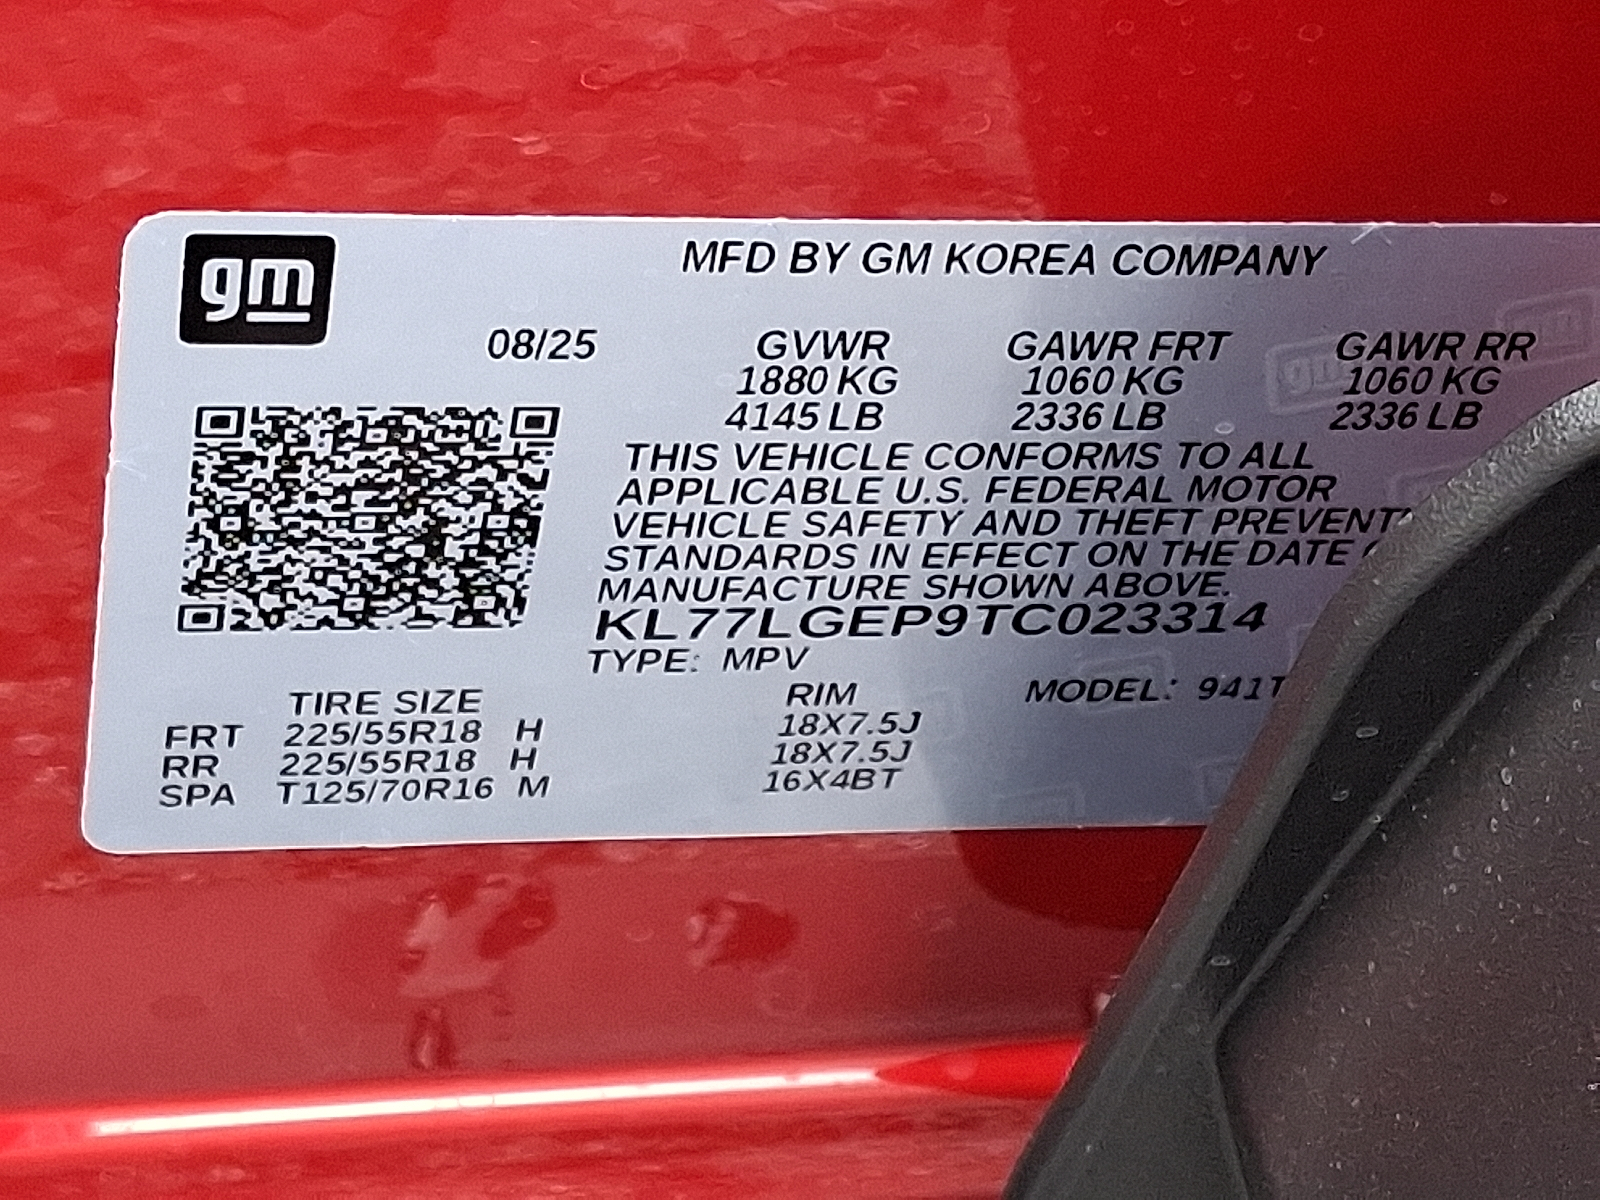 gm
MFD BY GM KOREA COMPANY
08/25 GVWR GAWR FRT GAWR RR
1880 KG 1060 KG 1060 KG
4145 LB 2336 LB 2336 LB
THIS VEHICLE CONFORMS TO ALL
APPLICABLE U.S. FEDERAL MOTOR
VEHICLE SAFETY AND THEFT
STANDARDS IN EFFECT ON THE DATE
MANUFACTURE SHOWN ABOVE.
KL77LGEP9TC023314
TYPE: MPV
TIRE SIZE RIM MODEL:
FRT 225/55R18 H 18X7.5J
RR 225/55R18 H 18X7.5J
SPA T125/70R16 M 16X4BT